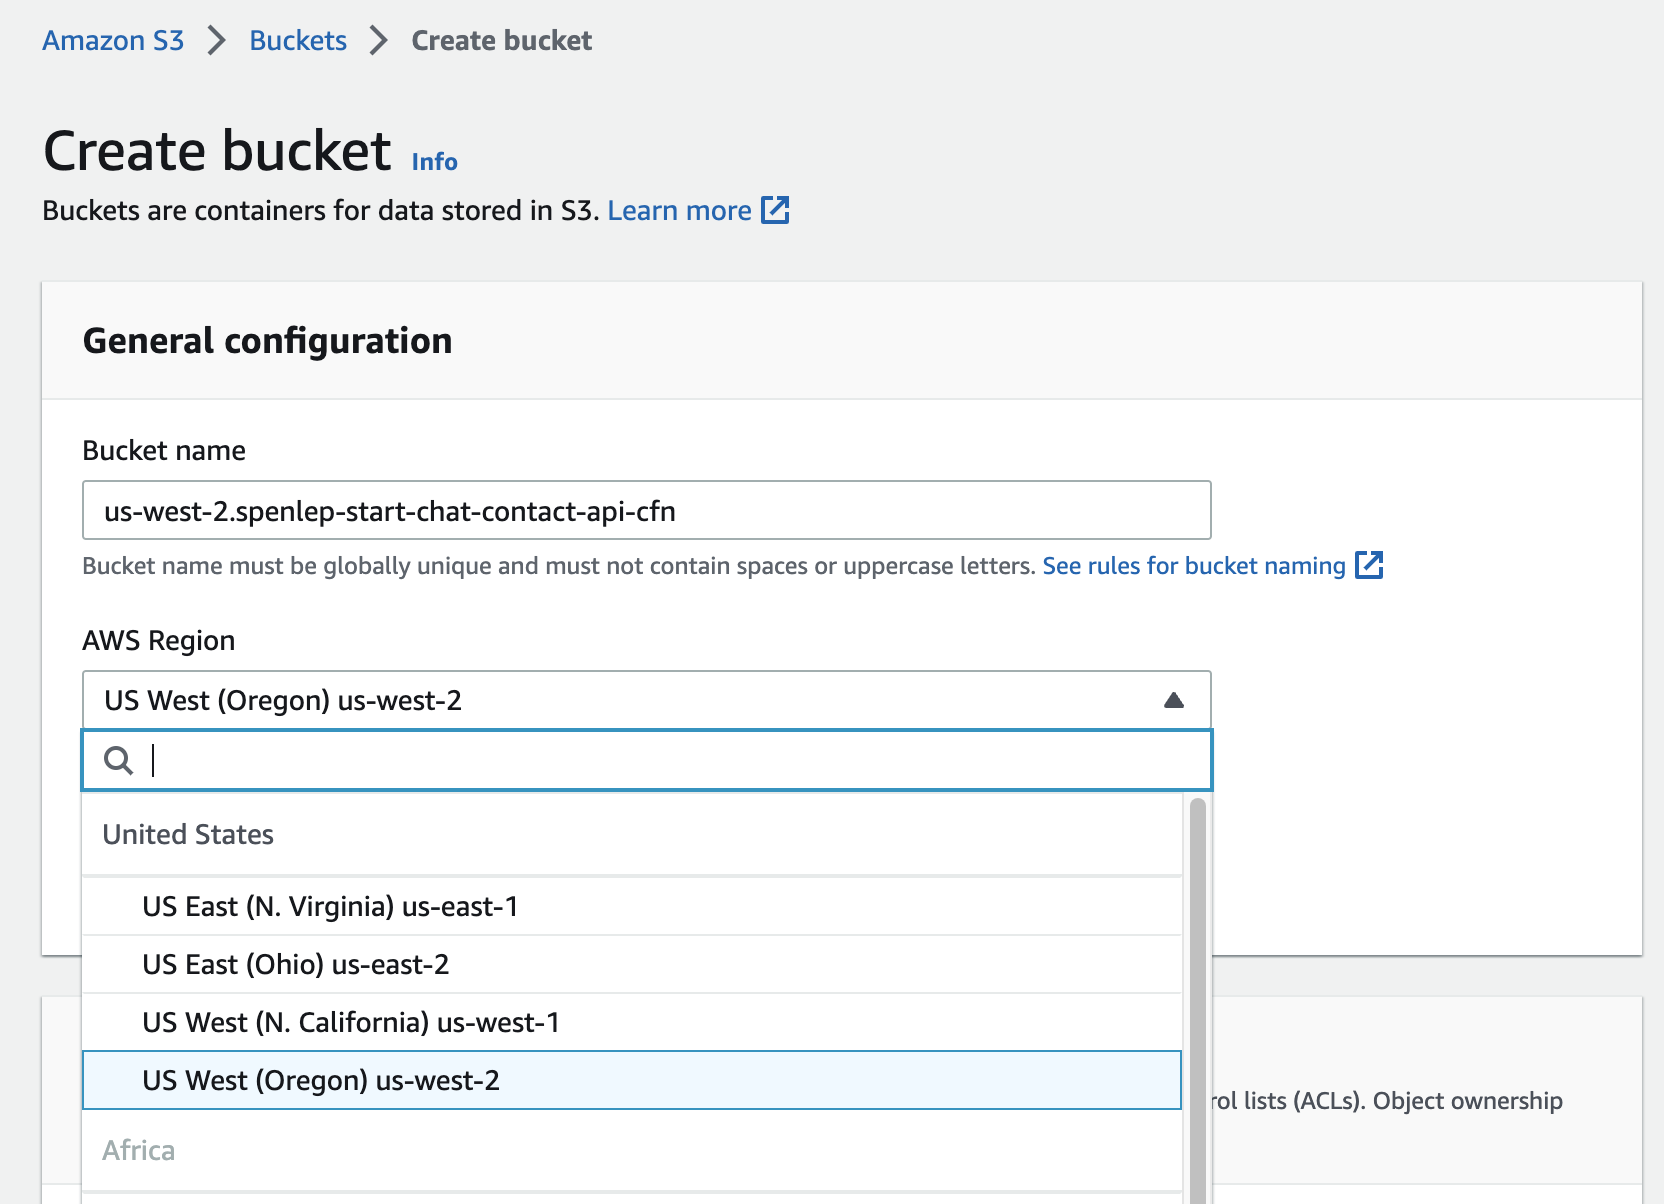 Amazon S3 > Buckets > Create bucket
Create bucket Info
Buckets are containers for data stored in S3. Learn more
General configuration
Bucket name
us-west-2.spenlep-start-chat-contact-api-cfn
Bucket name must be globally unique and must not contain spaces or uppercase letters. See rules for bucket naming
AWS Region
US West (Oregon) us-west-2
United States
US East (N. Virginia) us-east-1
US East (Ohio) us-east-2
US West (N. California) us-west-1
US West (Oregon) us-west-2
lists (ACLs). Object ownership
Africa